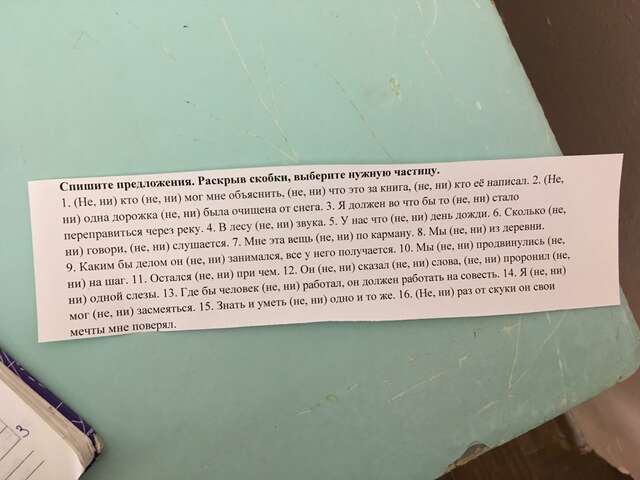 Спишите предложения. Раскрыв скобки, выберите нужную частицу.
1. (Не, ни) кто (не, ни) мог мне объяснить, (не, ни) что это за книга, (не, ни) кто её написал. 2. (Не,
ни) одна дорожка (не, ни) была очищена от снега. 3. Я должен во что бы то (не, ни) стало
переправиться через реку. 4. В лесу (не, ни) звука. 5. У нас что (не, ни) день дожди. 6. Сколько (не,
ни) говори, (не, ни) слушается. 7. Мне эта вещь (не, ни) по карману. 8. Мы (не, ни) из деревни.
9. Каким бы делом он (не, ни) занимался, все у него получается. 10. Мы (не, ни) продвинулись (не,
ни) на шаг. 11. Остался (не, ни) при чем. 12. Он (не, ни) сказал (не, ни) слова, (не, ни) проронил (не,
ни) одной слезы. 13. Где бы человек (не, ни) работал, он должен работать на совесть. 14. Я (не, ни)
мог (не, ни) засмеяться. 15. Знать и уметь (не, ни) одно и то же. 16. (Не, ни) раз от скуки он свои
мечты мне поверял.
3